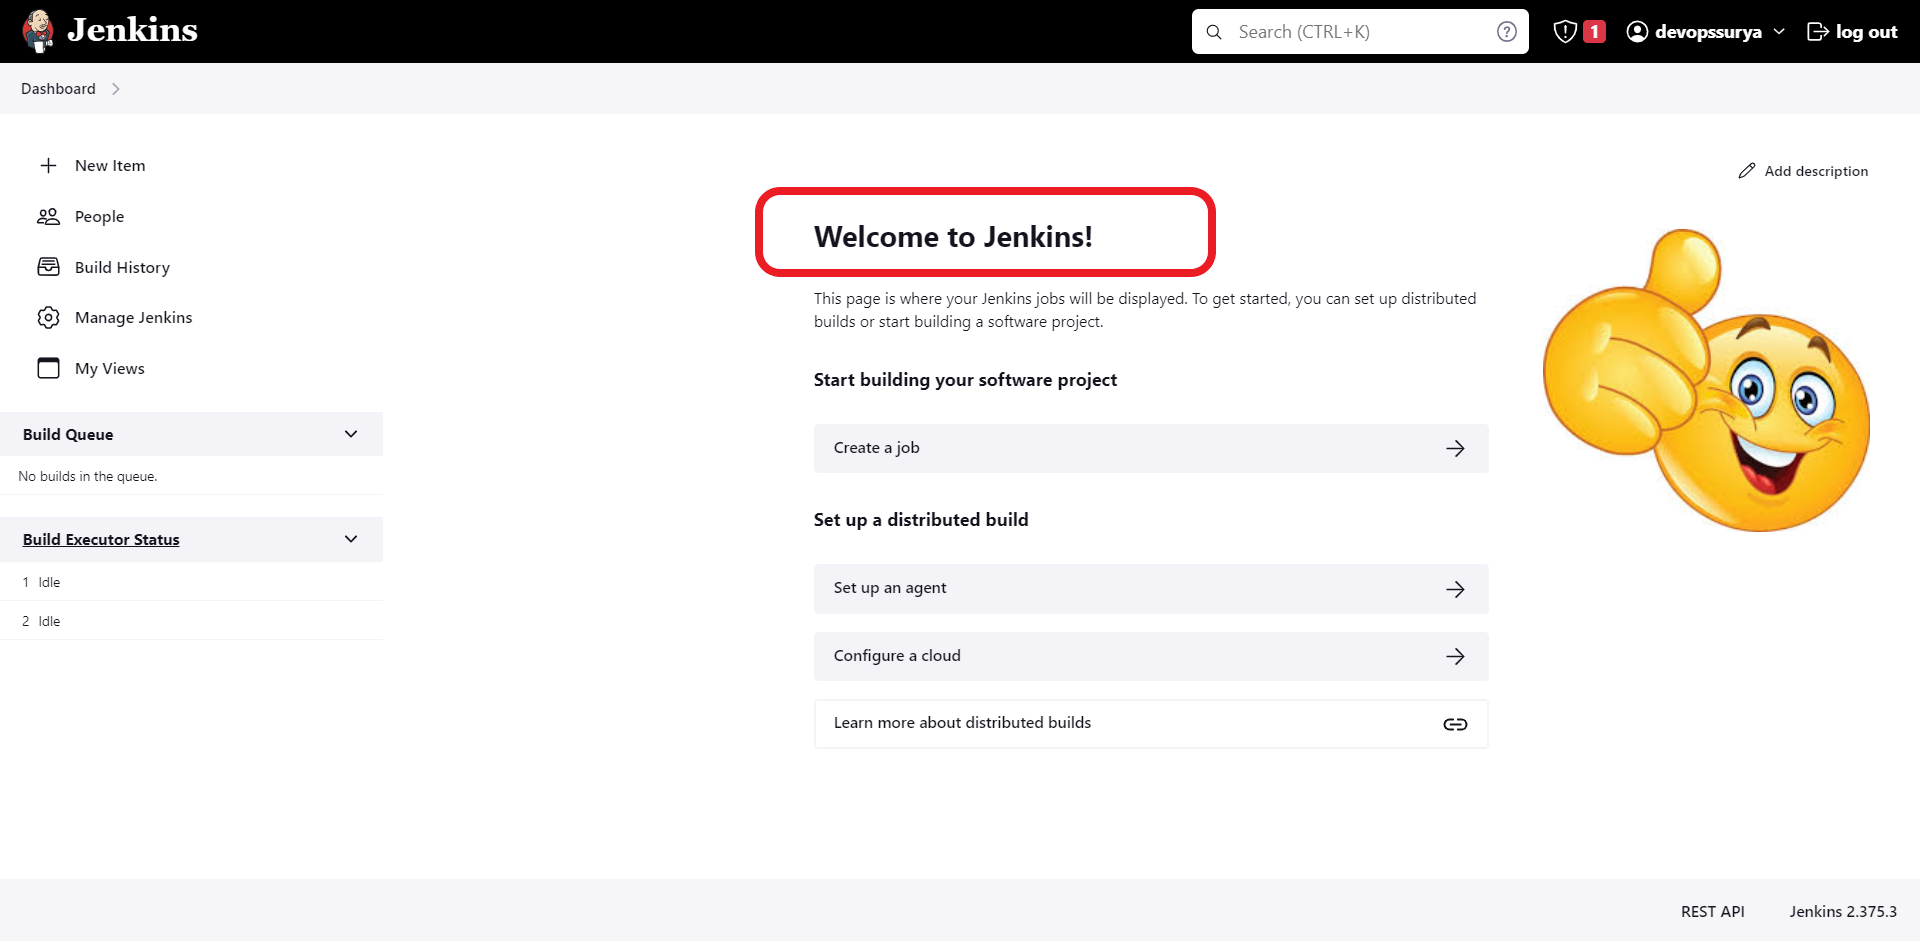 Jenkins
Search (CTRL+K)
1
devopssurya
log out
Dashboard
New Item
People
Build History
Manage Jenkins
My Views
Build Queue
No builds in the queue.
Build Executor Status
1 Idle
2 Idle
Add description
Welcome to Jenkins!
This page is where your Jenkins jobs will be displayed. To get started, you can set up distributed
builds or start building a software project.
Start building your software project
Create a job
Set up a distributed build
Set up an agent
Configure a cloud
Learn more about distributed builds
REST API
Jenkins 2.375.3